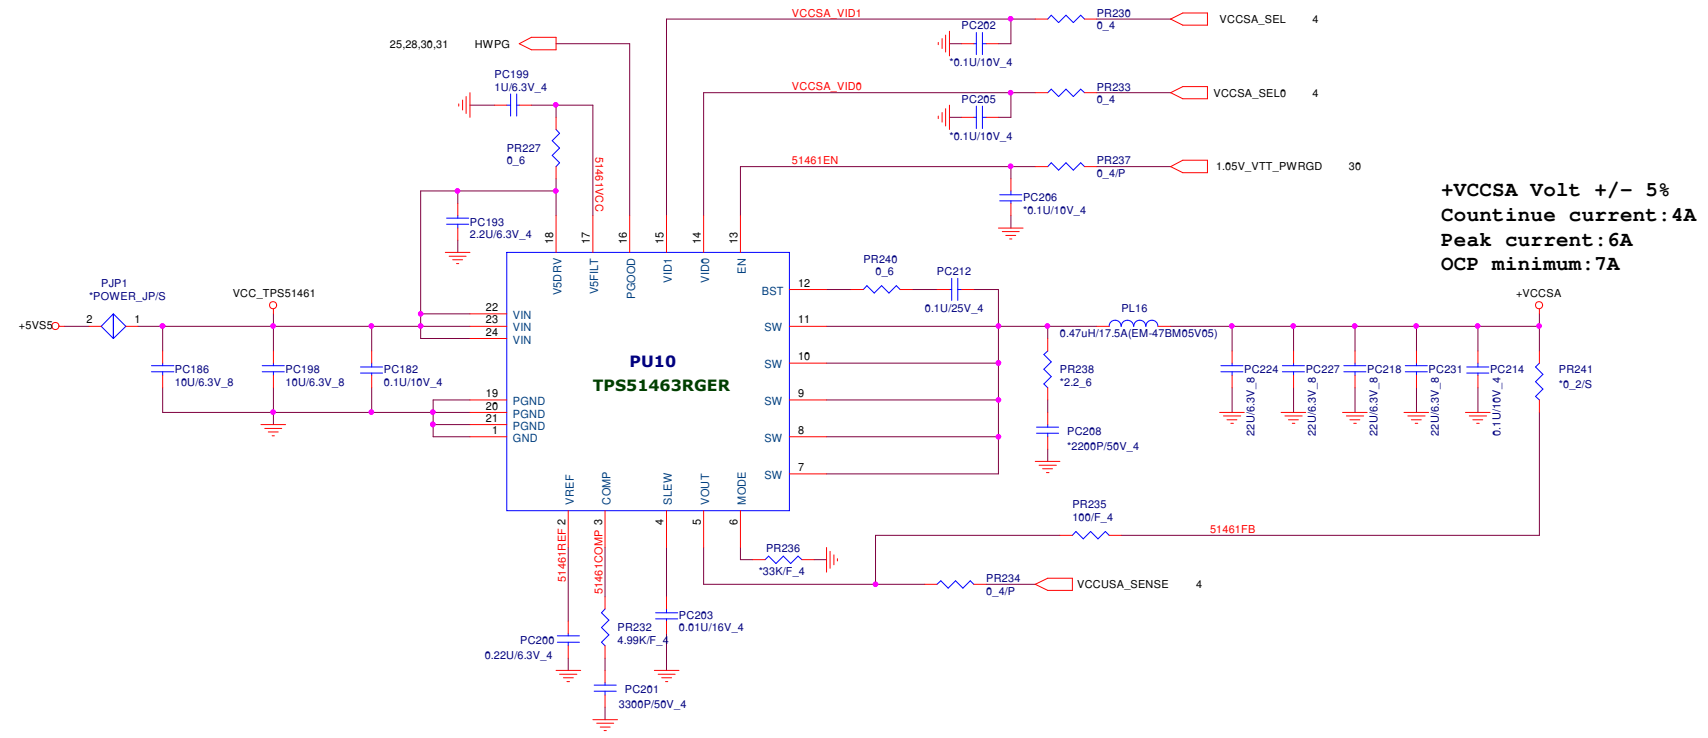 VCCSA_VID1
PR230
0_4
VCCSA_SEL 4
PC202
*0.1U/10V_4
25,28,30,31 HWPG
PC199
1U/6.3V_4
VCCSA_VID0
PR233
0_4
VCCSA_SEL0 4
PC205
*0.1U/10V_4
PR227
0_6
51461VCC
51461EN
PR237
0_4/P
1.05V_VTT_PWRGD 30
PC206
*0.1U/10V_4
PC193
2.2U/6.3V_4
+VCCSA Volt +/- 5%
Countinue current:4A
Peak current:6A
OCP minimum:7A
18
17
16
15
14
13
V5DRV
V5FILT
PGOOD
VID1
VID0
EN
PJP1
*POWER_JP/S
VCC_TPS51461
+5VS5
2
1
22 VIN
23 VIN
24 VIN
BST 12
PR240
0_6
PC212
0.1U/25V_4
SW 11
SW 10
SW 9
SW 8
SW 7
PL16
0.47uH/17.5A(EM-47BM05V05)
+VCCSA
PU10
TPS51463RGER
PC186
10U/6.3V_8
PC198
10U/6.3V_8
PC182
0.1U/10V_4
19 PGND
20 PGND
21 PGND
1 GND
PR238
*2.2_6
PC208
*2200P/50V_4
PC224
22U/6.3V_8
PC227
22U/6.3V_8
PC218
22U/6.3V_8
PC231
22U/6.3V_8
PC214
0.1U/10V_4
PR241
*0_2/S
VREF
COMP
SLEW
VOUT
MODE
2
3
4
5
6
51461REF
51461COMP
PR236
*33K/F_4
PR235
100/F_4
51461FB
PR234
0_4/P
VCCUSA_SENSE 4
PC200
0.22U/6.3V_4
PR232
4.99K/F_4
PC203
0.01U/16V_4
PC201
3300P/50V_4